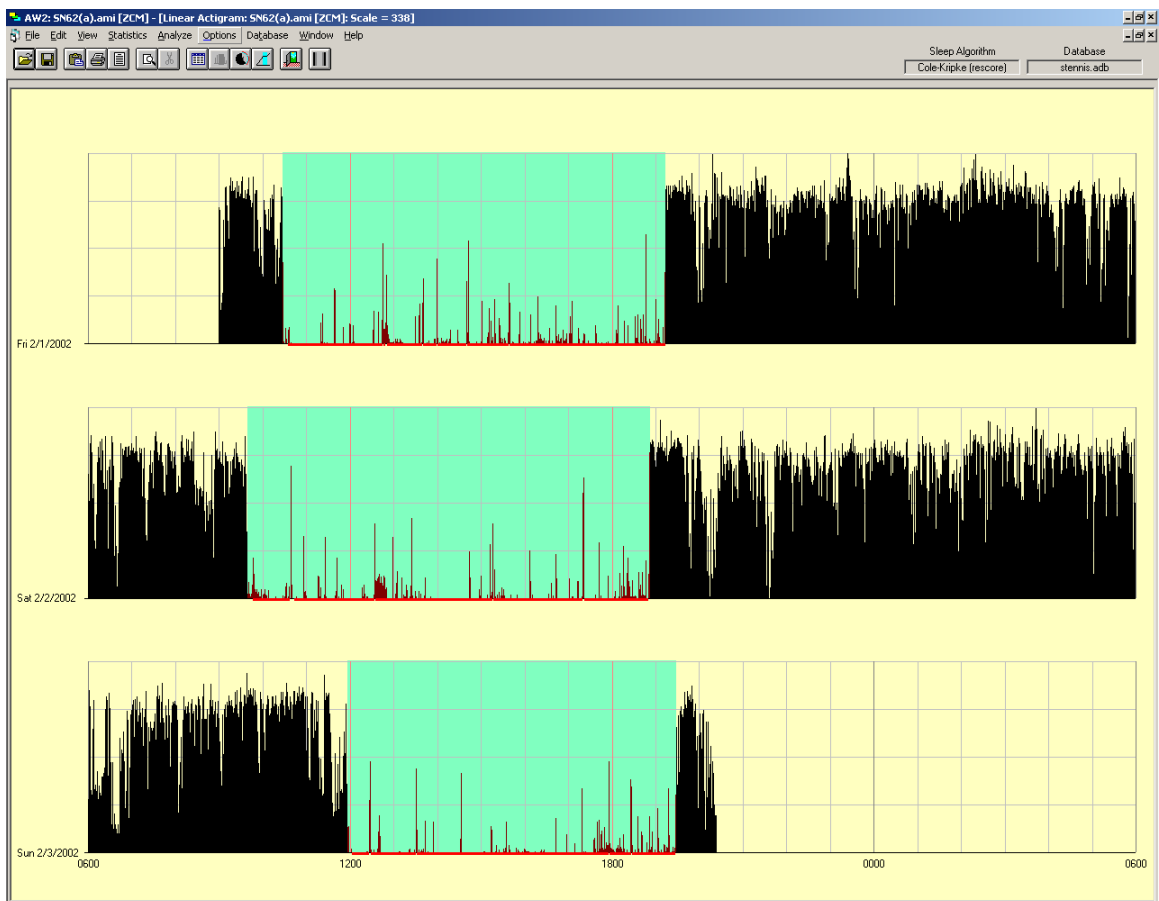 AW2: SN62(a).ami [ZCM] - [Linear Actigram: SN62(a).ami [ZCM]: Scale = 338]
File Edit View Statistics Analyze Options Database Window Help
Sleep Algorithm Database
Cole-Kripke (rescore) stennis.adb
Fri 2/1/2002
Sat 2/2/2002
Sun 2/3/2002
0600 1200 1800 0000 0600